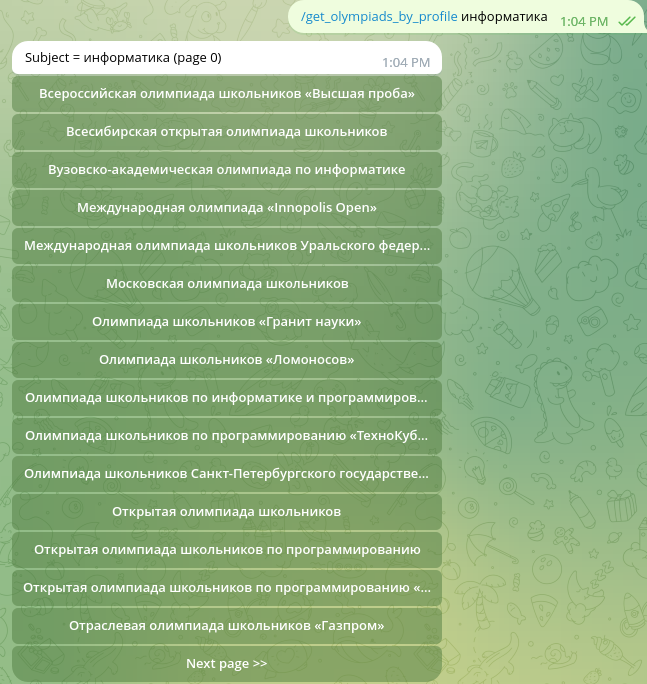 /get_olympiads_by_profile информатика 1:04 PM
Subject = информатика (page 0) 1:04 PM
Всероссийская олимпиада школьников «Высшая проба»
Всесибирская открытая олимпиада школьников
Вузовско-академическая олимпиада по информатике
Международная олимпиада «Innopolis Open»
Международная олимпиада школьников Уральского федер...
Московская олимпиада школьников
Олимпиада школьников «Гранит науки»
Олимпиада школьников «Ломоносов»
Олимпиада школьников по информатике и программиров...
Олимпиада школьников по программированию «ТехноКуб...
Олимпиада школьников Санкт-Петербургского государстве...
Открытая олимпиада школьников
Открытая олимпиада школьников по программированию
Открытая олимпиада школьников по программированию «...
Отраслевая олимпиада школьников «Газпром»
Next page >>